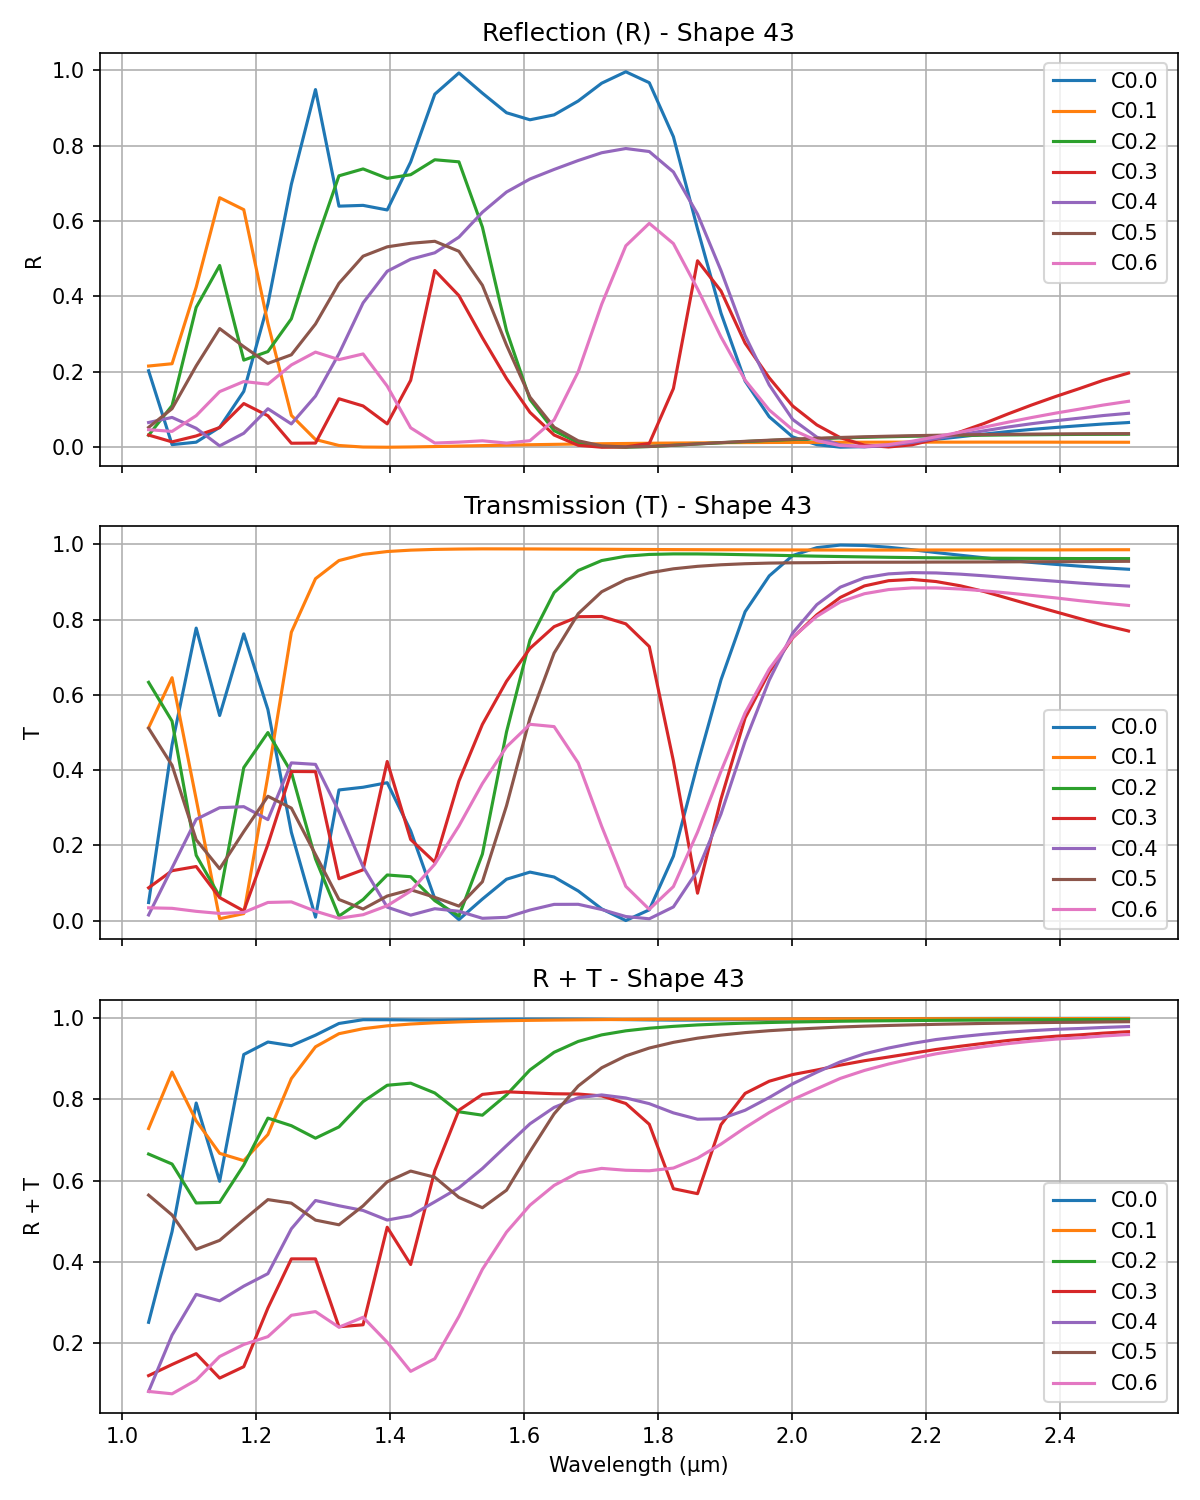 Reflection (R) - Shape 43
1.0
0.8
0.6
0.4
0.2
0.0
R
C0.0
C0.1
C0.2
C0.3
C0.4
C0.5
C0.6
Transmission (T) - Shape 43
1.0
0.8
0.6
0.4
0.2
0.0
T
C0.0
C0.1
C0.2
C0.3
C0.4
C0.5
C0.6
R + T - Shape 43
1.0
0.8
0.6
0.4
0.2
R + T
C0.0
C0.1
C0.2
C0.3
C0.4
C0.5
C0.6
1.0 1.2 1.4 1.6 1.8 2.0 2.2 2.4
Wavelength (μm)